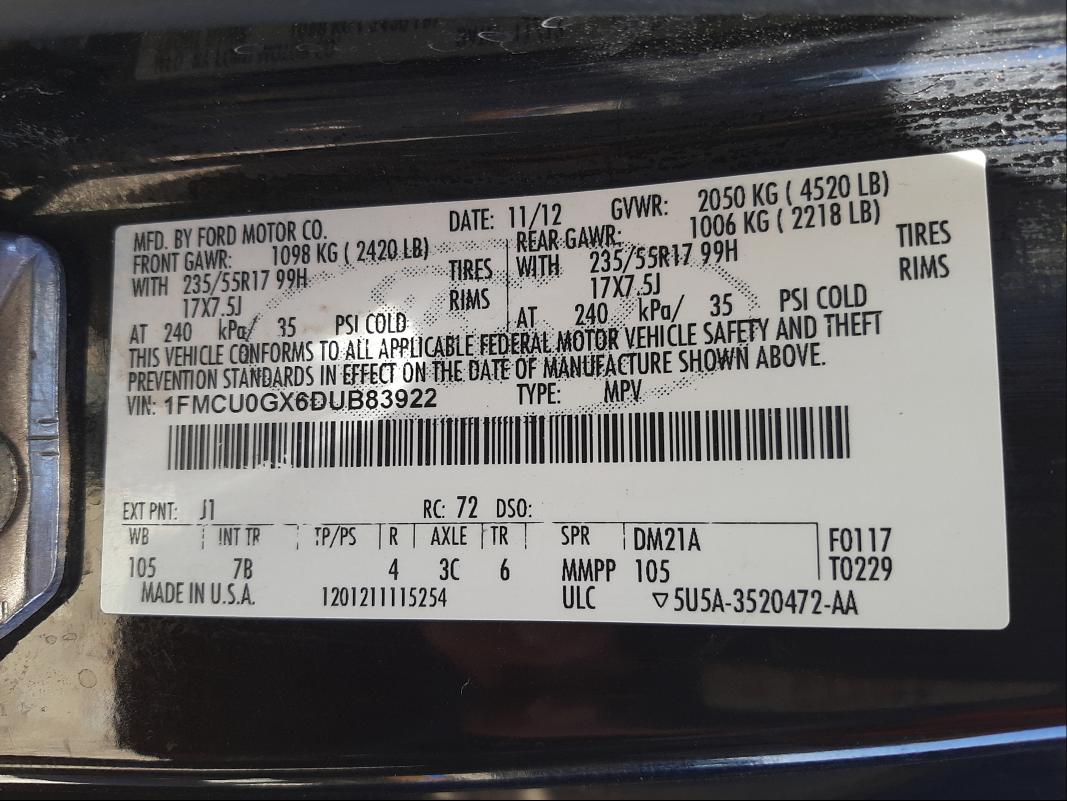 MFD. BY FORD MOTOR CO. DATE: 11/12 GVWR: 2050 KG ( 4520 LB)
FRONT GAWR: 1098 KG ( 2420 LB) REAR GAWR: 1006 KG ( 2218 LB)
WITH 235/55R17 99H TIRES WITH 235/55R17 99H TIRES
17X7.5J RIMS 17X7.5J RIMS
AT 240 kPa/ 35 PSI COLD AT 240 kPa/ 35 PSI COLD
THIS VEHICLE CONFORMS TO ALL APPLICABLE FEDERAL MOTOR VEHICLE SAFETY AND THEFT
PREVENTION STANDARDS IN EFFECT ON THE DATE OF MANUFACTURE SHOWN ABOVE.
VIN: 1FMCU0GX6DUB83922 TYPE: MPV
EXT PNT: J1 RC: 72 DSO:
WB INT TR TP/PS R AXLE TR SPR DM21A F0117
105 7B 4 3C 6 MMPP 105 T0229
MADE IN U.S.A. 1201211115254 ULC ▽5U5A-3520472-AA